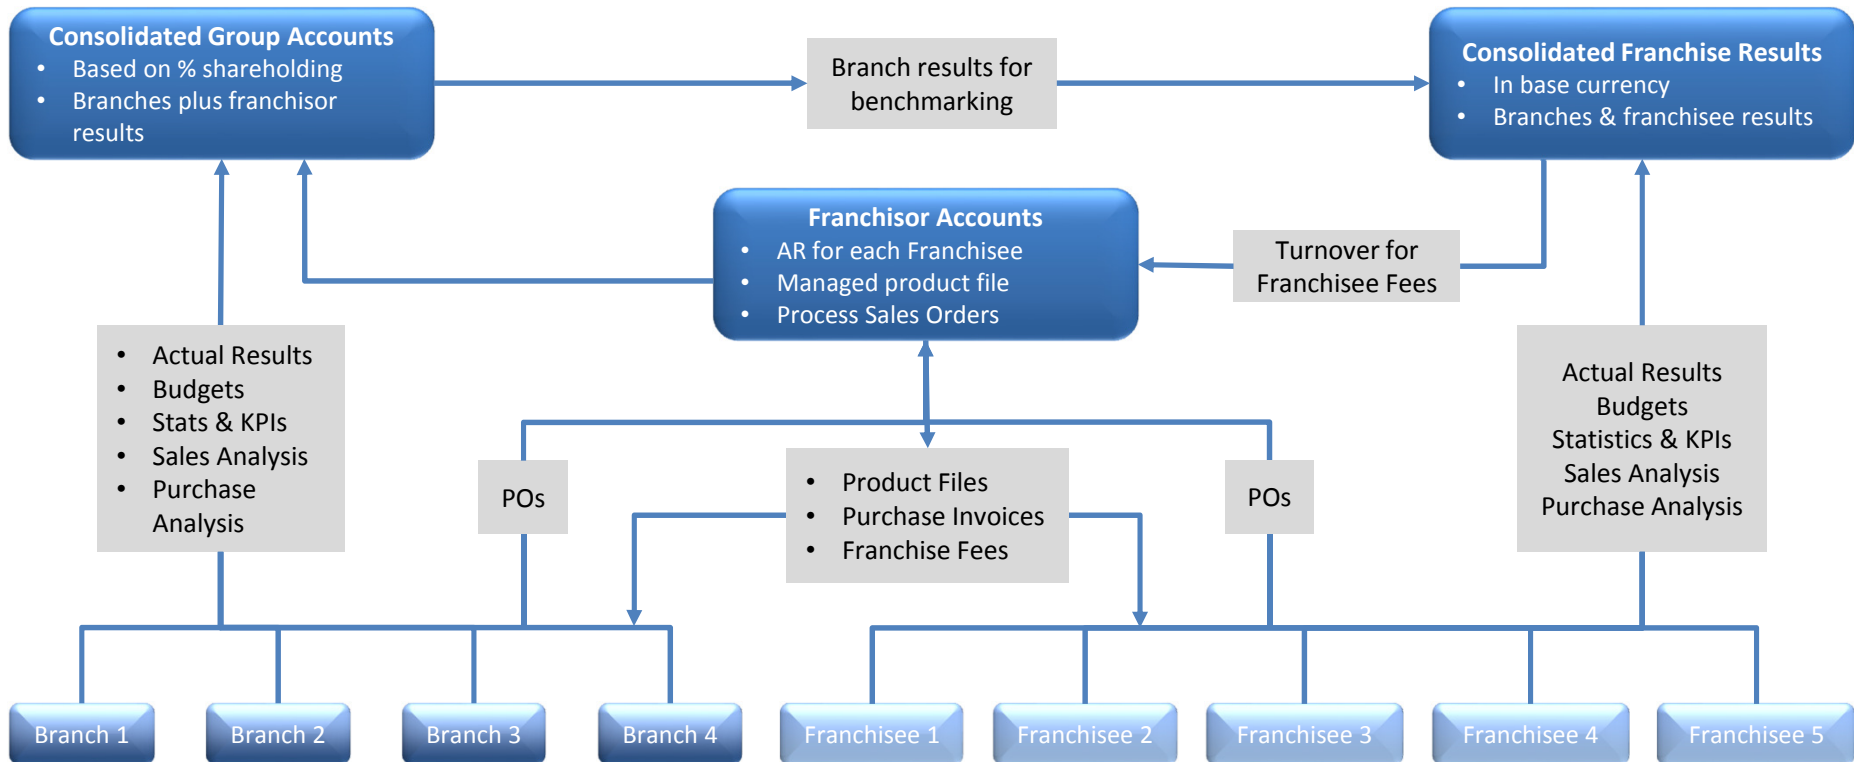 Consolidated Group Accounts
• Based on % shareholding
• Branches plus franchisor
results
Branch results for
benchmarking
Consolidated Franchise Results
• In base currency
• Branches & franchisee results
Franchisor Accounts
• AR for each Franchisee
• Managed product file
• Process Sales Orders
Turnover for
Franchisee Fees
• Actual Results
• Budgets
• Stats & KPIs
• Sales Analysis
• Purchase
Analysis
POs
• Product Files
• Purchase Invoices
• Franchise Fees
POs
Actual Results
Budgets
Statistics & KPIs
Sales Analysis
Purchase Analysis
Branch 1
Branch 2
Branch 3
Branch 4
Franchisee 1
Franchisee 2
Franchisee 3
Franchisee 4
Franchisee 5